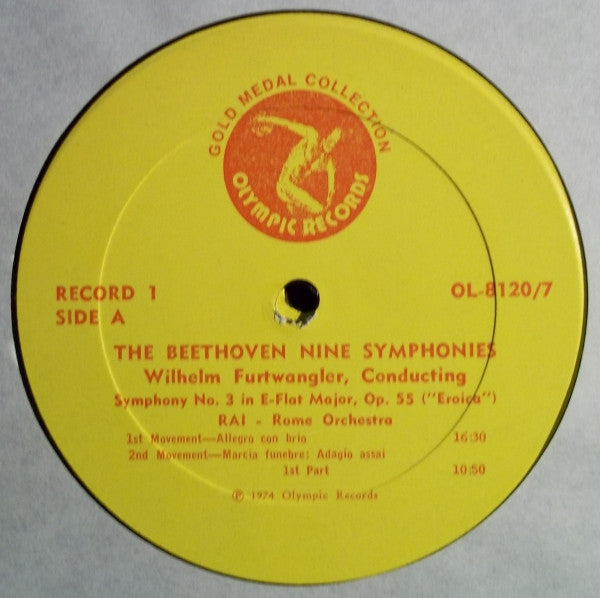 GOLD MEDAL COLLECTION
OLYMPIC RECORDS
RECORD 1
SIDE A
OL-8120/7
THE BEETHOVEN NINE SYMPHONIES
Wilhelm Furtwangler, Conducting
Symphony No. 3 in E-Flat Major, Op. 55 ("Eroica")
RAI - Rome Orchestra
1st Movement—Allegro con brio 16:30
2nd Movement—Marcia funebre: Adagio assai
1st Part 10:50
℗ 1974 Olympic Records